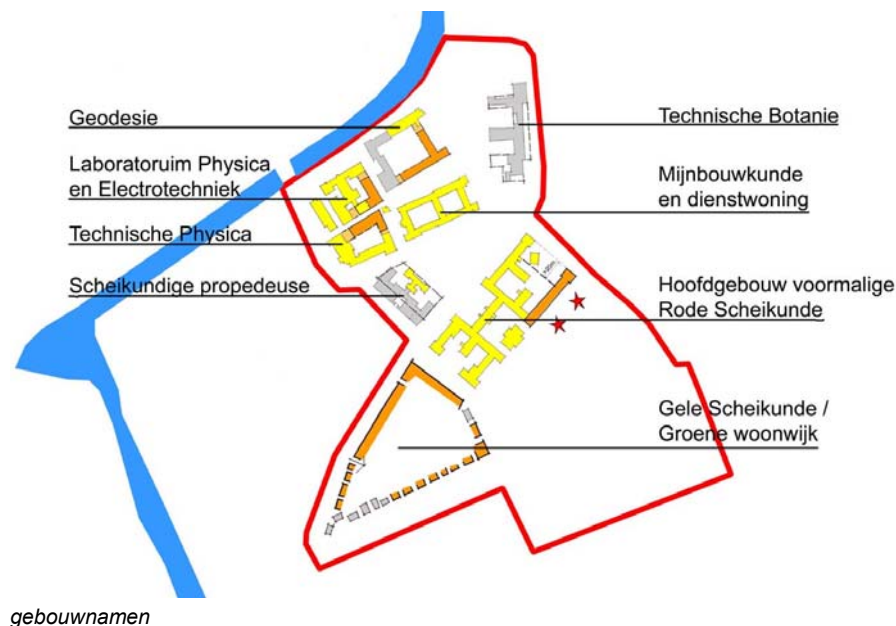 Geodesie
Laboratoruim Physica
en Electrotechniek
Technische Physica
Scheikundige propedeuse
Technische Botanie
Mijnbouwkunde
en dienstwoning
Hoofdgebouw voormalige
Rode Scheikunde
Gele Scheikunde /
Groene woonwijk
gebouwnamen